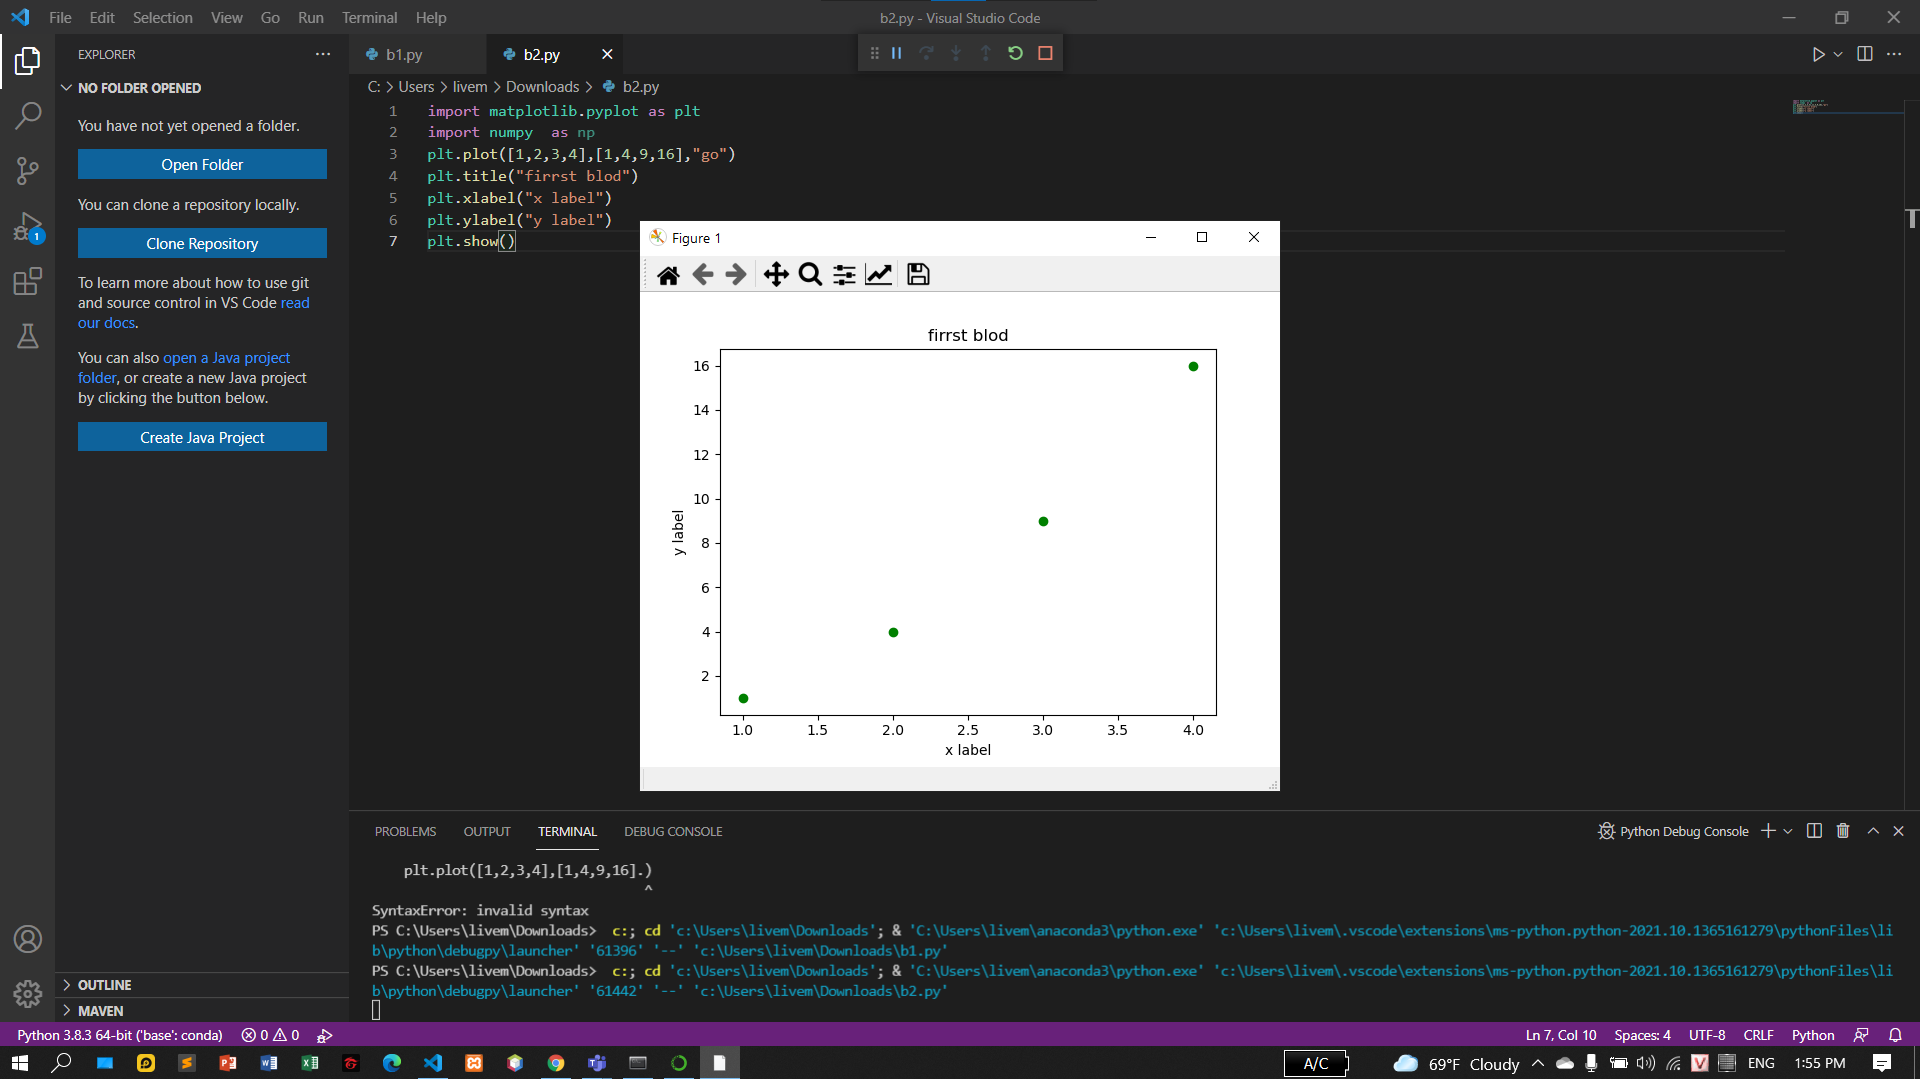 File Edit Selection View Go Run Terminal Help
b2.py - Visual Studio Code
EXPLORER
NO FOLDER OPENED
You have not yet opened a folder.
Open Folder
You can clone a repository locally.
Clone Repository
To learn more about how to use git
and source control in VS Code read
our docs.
You can also open a Java project
folder, or create a new Java project
by clicking the button below.
Create Java Project
OUTLINE
MAVEN
1
b1.py
b2.py
C: > Users > livem > Downloads > b2.py
1 import matplotlib.pyplot as plt
2 import numpy  as np
3 plt.plot([1,2,3,4],[1,4,9,16],"go")
4 plt.title("firrst blod")
5 plt.xlabel("x label")
6 plt.ylabel("y label")
7 plt.show()
Figure 1
firrst blod
16
14
12
10
8
6
4
2
y label
1.0 1.5 2.0 2.5 3.0 3.5 4.0
x label
PROBLEMS OUTPUT TERMINAL DEBUG CONSOLE
Python Debug Console
plt.plot([1,2,3,4],[1,4,9,16].)
^
SyntaxError: invalid syntax
PS C:\Users\livem\Downloads>  c:; cd 'c:\Users\livem\Downloads'; & 'C:\Users\livem\anaconda3\python.exe' 'c:\Users\livem\.vscode\extensions\ms-python.python-2021.10.1365161279\pythonFiles\li
b\python\debugpy\launcher' '61396' '--' 'c:\Users\livem\Downloads\b1.py'
PS C:\Users\livem\Downloads>  c:; cd 'c:\Users\livem\Downloads'; & 'C:\Users\livem\anaconda3\python.exe' 'c:\Users\livem\.vscode\extensions\ms-python.python-2021.10.1365161279\pythonFiles\li
b\python\debugpy\launcher' '61442' '--' 'c:\Users\livem\Downloads\b2.py'
Python 3.8.3 64-bit ('base': conda) 0 0
Ln 7, Col 10 Spaces: 4 UTF-8 CRLF Python
A/C
69°F Cloudy
ENG
1:55 PM